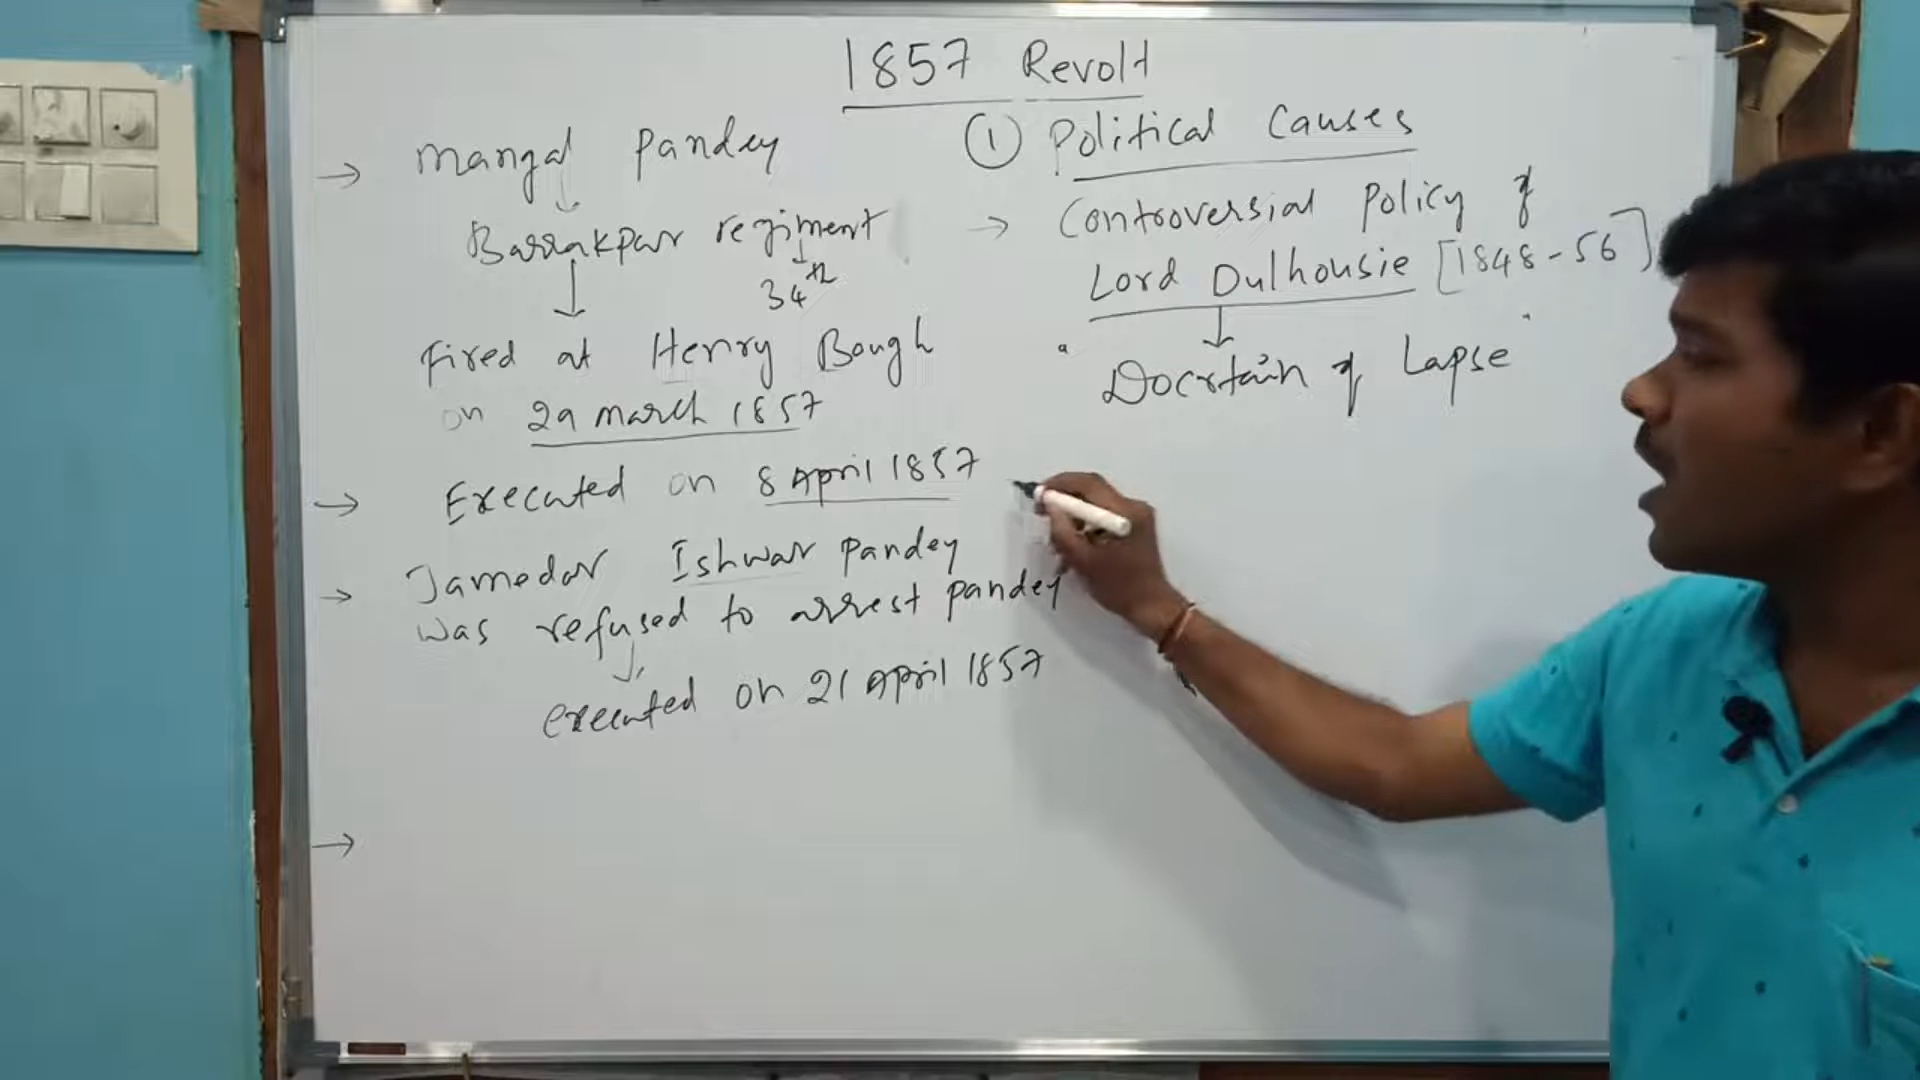 1857 Revolt
→ Mangal Pandey
Barrakpur regiment
34th
Fired at Henry Bough
on 29 march 1857
→ Executed on 8 April 1857
→ Jamedar Ishwar Pandey
was refused to arrest pandey
executed on 21 April 1857
→
① Political Causes
→ Controversial Policy of
Lord Dulhousie [1848-56]
"Docrtain of Lapse"